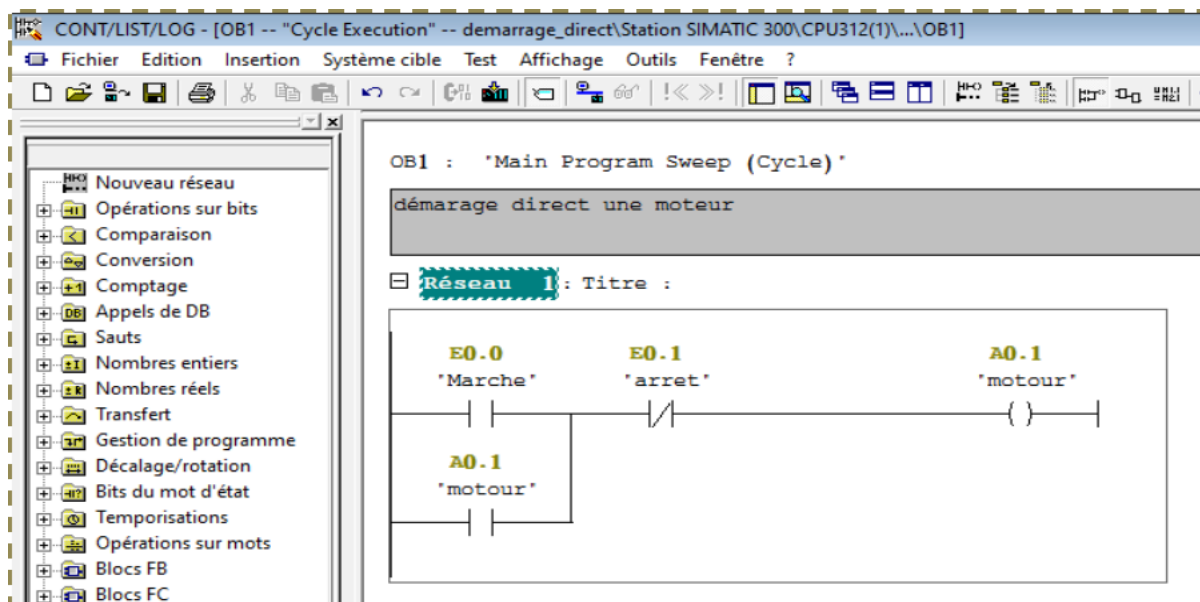 CONT/LIST/LOG - [OB1 -- "Cycle Execution" -- demarrage_direct\Station SIMATIC 300\CPU312(1)\...\OB1]
Fichier Edition Insertion Système cible Test Affichage Outils Fenêtre ?
Nouveau réseau
Opérations sur bits
Comparaison
Conversion
Comptage
Appels de DB
Sauts
Nombres entiers
Nombres réels
Transfert
Gestion de programme
Décalage/rotation
Bits du mot d'état
Temporisations
Opérations sur mots
Blocs FB
Blocs FC
OB1 : "Main Program Sweep (Cycle)"
démarage direct une moteur
Réseau 1: Titre :
E0.0 E0.1 A0.1
"Marche" "arret" "motour"
A0.1
"motour"